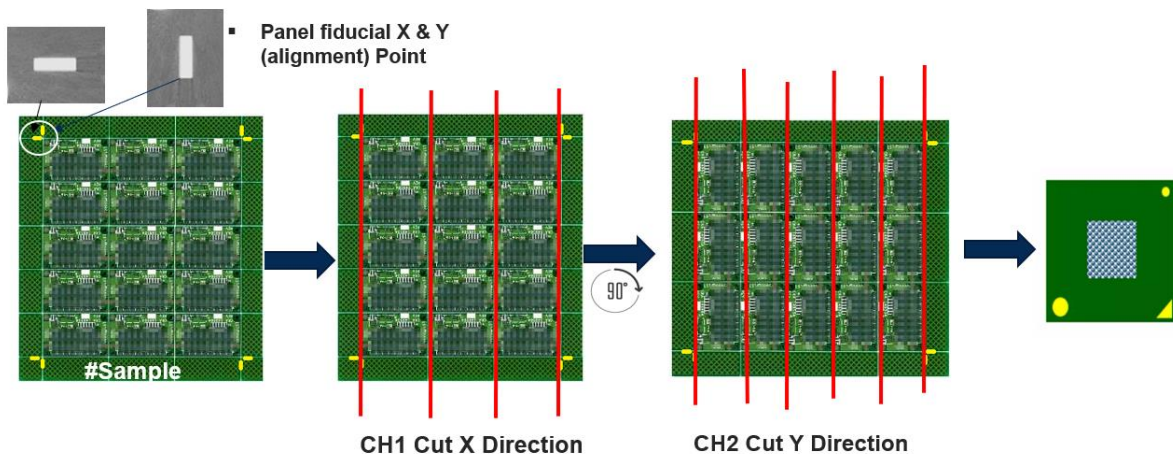 ▪ Panel fiducial X & Y
(alignment) Point
#Sample
90°
CH1 Cut X Direction
CH2 Cut Y Direction